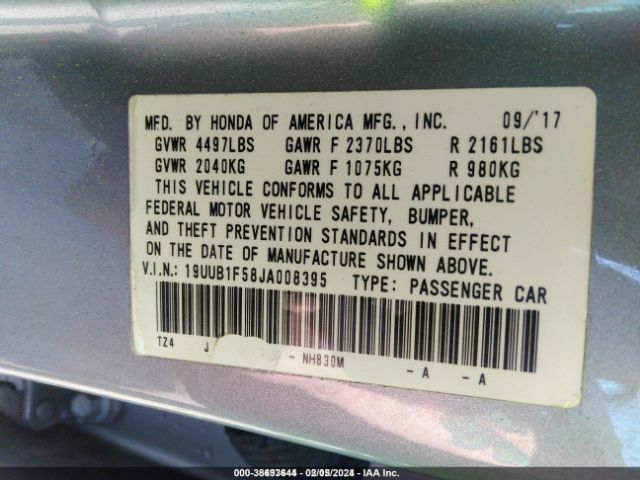 MFD. BY HONDA OF AMERICA MFG., INC. 09/'17
GVWR 4497LBS GAWR F 2370LBS R 2161LBS
GVWR 2040KG GAWR F 1075KG R 980KG
THIS VEHICLE CONFORMS TO ALL APPLICABLE
FEDERAL MOTOR VEHICLE SAFETY, BUMPER,
AND THEFT PREVENTION STANDARDS IN EFFECT
ON THE DATE OF MANUFACTURE SHOWN ABOVE.
V.I.N.: 19UUB1F58JA008395 TYPE: PASSENGER CAR
TZ4 J - NH830M -A -A
000-38693644 - 02/05/2024 - IAA Inc.